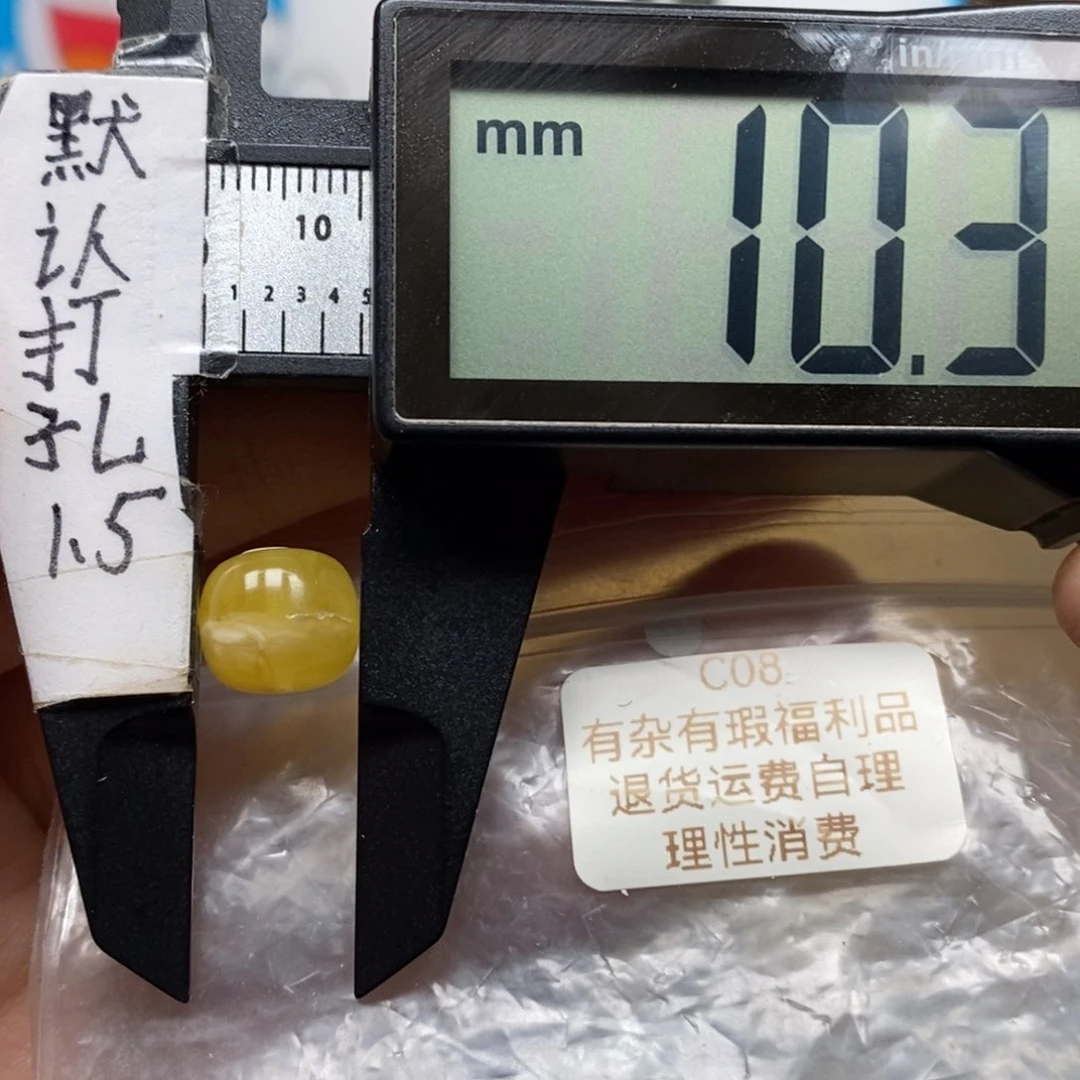 默
认
打
孔
1.5
in/mm
mm
10.3
10
1 2 3 4 5
C08
有杂有瑕福利品
退货运费自理
理性消费